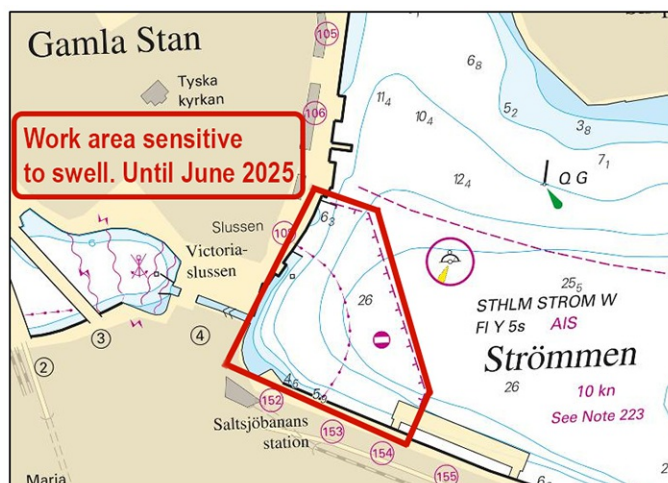 Gamla Stan
Tyska
kyrkan
Work area sensitive
to swell. Until June 2025
105
106
Slussen
Victoria-
slussen
2
3
4
6₃
11₄
10₄
12₄
6₈
5₂
3₈
7₁
Q G
26
25₅
STHLM STROM W
Fl Y 5s AIS
Strömmen
26
10 kn
See Note 223
4₆
152
Saltsjöbanans
station
153
154
155
Maria